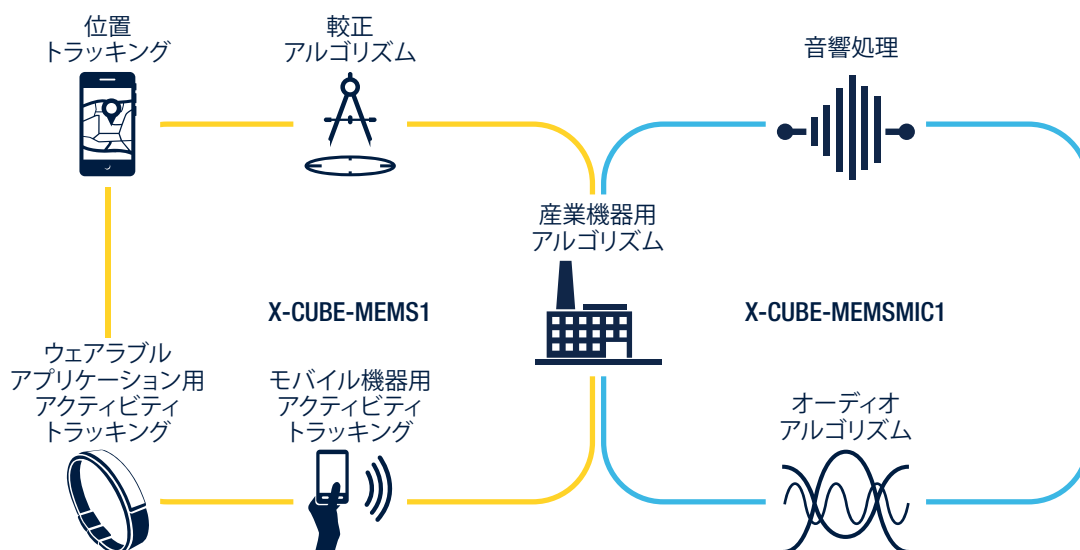 位置
トラッキング
較正
アルゴリズム
音響処理
産業機器用
アルゴリズム
X-CUBE-MEMS1
X-CUBE-MEMSMIC1
ウェアラブル
アプリケーション用
アクティビティ
トラッキング
モバイル機器用
アクティビティ
トラッキング
オーディオ
アルゴリズム